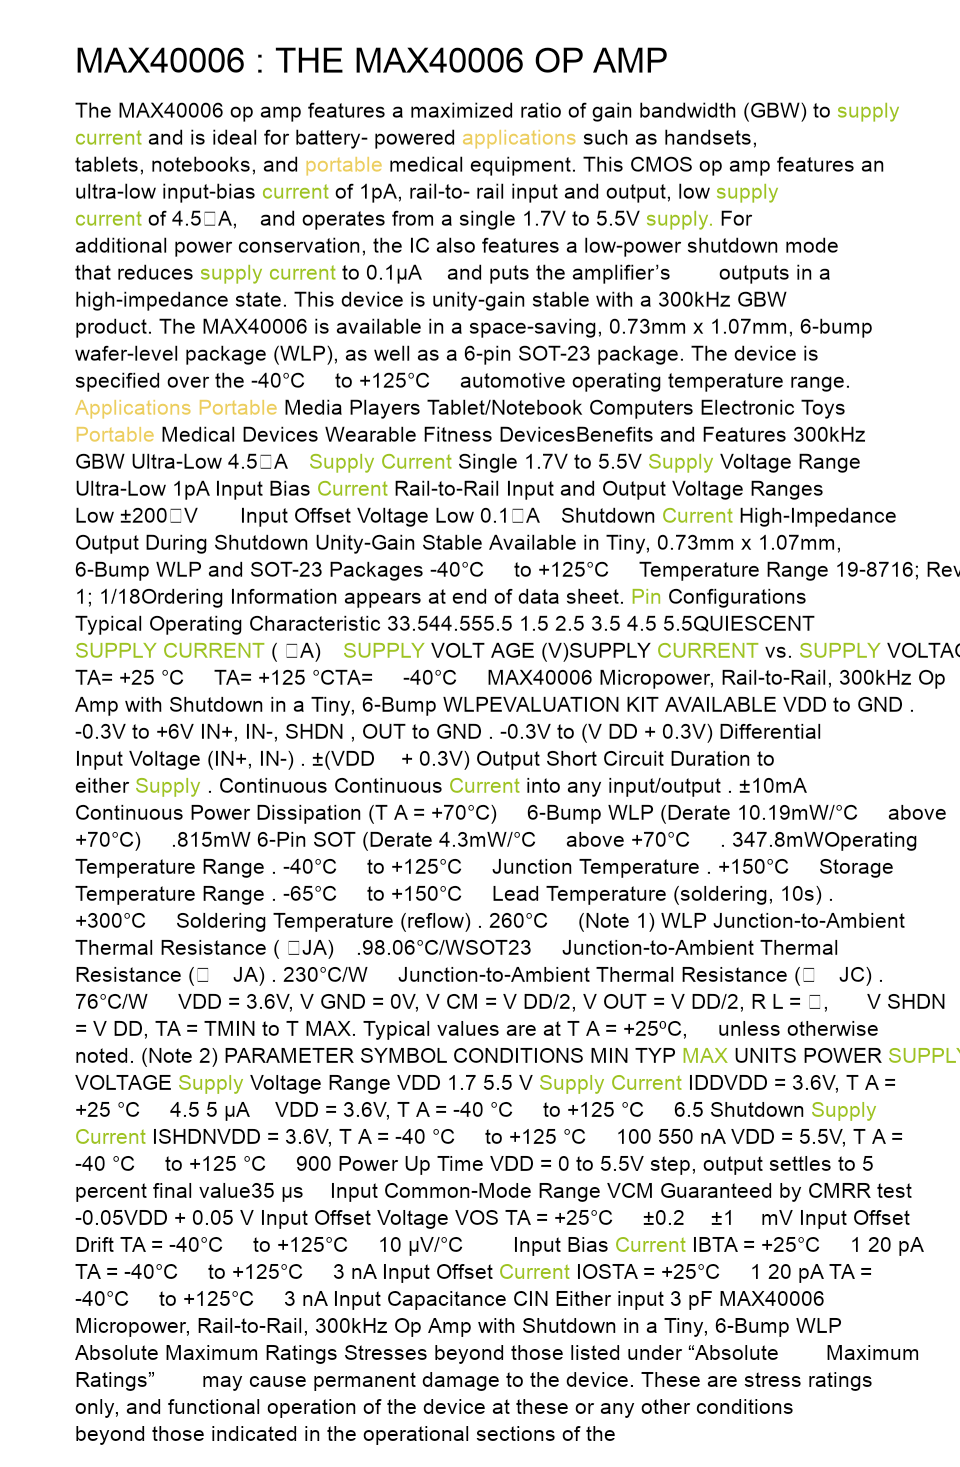 MAX40006 : THE MAX40006 OP AMP
The MAX40006 op amp features a maximized ratio of gain bandwidth (GBW) to supply
current and is ideal for battery- powered applications such as handsets,
tablets, notebooks, and portable medical equipment. This CMOS op amp features an
ultra-low input-bias current of 1pA, rail-to- rail input and output, low supply
current of 4.5□A, and operates from a single 1.7V to 5.5V supply. For
additional power conservation, the IC also features a low-power shutdown mode
that reduces supply current to 0.1µA and puts the amplifier’s outputs in a
high-impedance state. This device is unity-gain stable with a 300kHz GBW
product. The MAX40006 is available in a space-saving, 0.73mm x 1.07mm, 6-bump
wafer-level package (WLP), as well as a 6-pin SOT-23 package. The device is
specified over the -40°C to +125°C automotive operating temperature range.
Applications Portable Media Players Tablet/Notebook Computers Electronic Toys
Portable Medical Devices Wearable Fitness DevicesBenefits and Features 300kHz
GBW Ultra-Low 4.5□A Supply Current Single 1.7V to 5.5V Supply Voltage Range
Ultra-Low 1pA Input Bias Current Rail-to-Rail Input and Output Voltage Ranges
Low ±200□V Input Offset Voltage Low 0.1□A Shutdown Current High-Impedance
Output During Shutdown Unity-Gain Stable Available in Tiny, 0.73mm x 1.07mm,
6-Bump WLP and SOT-23 Packages -40°C to +125°C Temperature Range 19-8716; Rev
1; 1/18Ordering Information appears at end of data sheet. Pin Configurations
Typical Operating Characteristic 33.544.555.5 1.5 2.5 3.5 4.5 5.5QUIESCENT
SUPPLY CURRENT ( □A) SUPPLY VOLT AGE (V)SUPPLY CURRENT vs. SUPPLY VOLTAG
TA= +25 °C TA= +125 °CTA= -40°C MAX40006 Micropower, Rail-to-Rail, 300kHz Op
Amp with Shutdown in a Tiny, 6-Bump WLPEVALUATION KIT AVAILABLE VDD to GND .
-0.3V to +6V IN+, IN-, SHDN , OUT to GND . -0.3V to (V DD + 0.3V) Differential
Input Voltage (IN+, IN-) . ±(VDD + 0.3V) Output Short Circuit Duration to
either Supply . Continuous Continuous Current into any input/output . ±10mA
Continuous Power Dissipation (T A = +70°C) 6-Bump WLP (Derate 10.19mW/°C above
+70°C) .815mW 6-Pin SOT (Derate 4.3mW/°C above +70°C . 347.8mWOperating
Temperature Range . -40°C to +125°C Junction Temperature . +150°C Storage
Temperature Range . -65°C to +150°C Lead Temperature (soldering, 10s) .
+300°C Soldering Temperature (reflow) . 260°C (Note 1) WLP Junction-to-Ambient
Thermal Resistance ( □JA) .98.06°C/WSOT23 Junction-to-Ambient Thermal
Resistance (□ JA) . 230°C/W Junction-to-Ambient Thermal Resistance (□ JC) .
76°C/W VDD = 3.6V, V GND = 0V, V CM = V DD/2, V OUT = V DD/2, R L = □, V SHDN
= V DD, TA = TMIN to T MAX. Typical values are at T A = +25ºC, unless otherwise
noted. (Note 2) PARAMETER SYMBOL CONDITIONS MIN TYP MAX UNITS POWER SUPPLY
VOLTAGE Supply Voltage Range VDD 1.7 5.5 V Supply Current IDDVDD = 3.6V, T A =
+25 °C 4.5 5 µA VDD = 3.6V, T A = -40 °C to +125 °C 6.5 Shutdown Supply
Current ISHDNVDD = 3.6V, T A = -40 °C to +125 °C 100 550 nA VDD = 5.5V, T A =
-40 °C to +125 °C 900 Power Up Time VDD = 0 to 5.5V step, output settles to 5
percent final value35 µs Input Common-Mode Range VCM Guaranteed by CMRR test
-0.05VDD + 0.05 V Input Offset Voltage VOS TA = +25°C ±0.2 ±1 mV Input Offset
Drift TA = -40°C to +125°C 10 µV/°C Input Bias Current IBTA = +25°C 1 20 pA
TA = -40°C to +125°C 3 nA Input Offset Current IOSTA = +25°C 1 20 pA TA =
-40°C to +125°C 3 nA Input Capacitance CIN Either input 3 pF MAX40006
Micropower, Rail-to-Rail, 300kHz Op Amp with Shutdown in a Tiny, 6-Bump WLP
Absolute Maximum Ratings Stresses beyond those listed under “Absolute Maximum
Ratings” may cause permanent damage to the device. These are stress ratings
only, and functional operation of the device at these or any other conditions
beyond those indicated in the operational sections of the